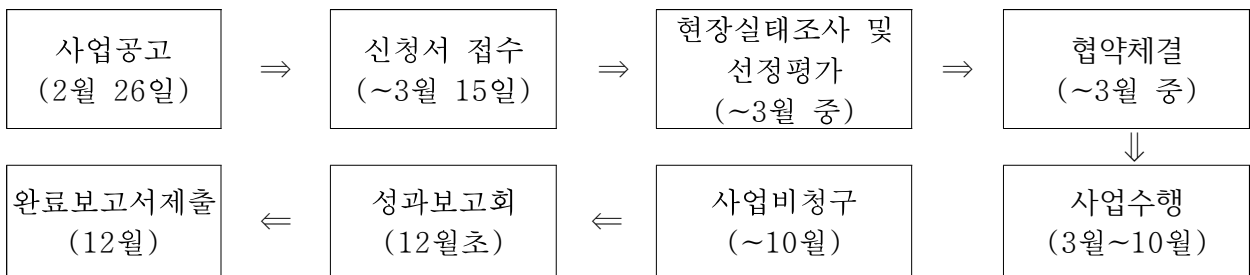 사업공고
(2월 26일)
⇒
신청서 접수
(~3월 15일)
⇒
현장실태조사 및
선정평가
(~3월 중)
⇒
협약체결
(~3월 중)
⇓
사업수행
(3월~10월)
사업비청구
(~10월)
⇐
성과보고회
(12월초)
⇐
완료보고서제출
(12월)